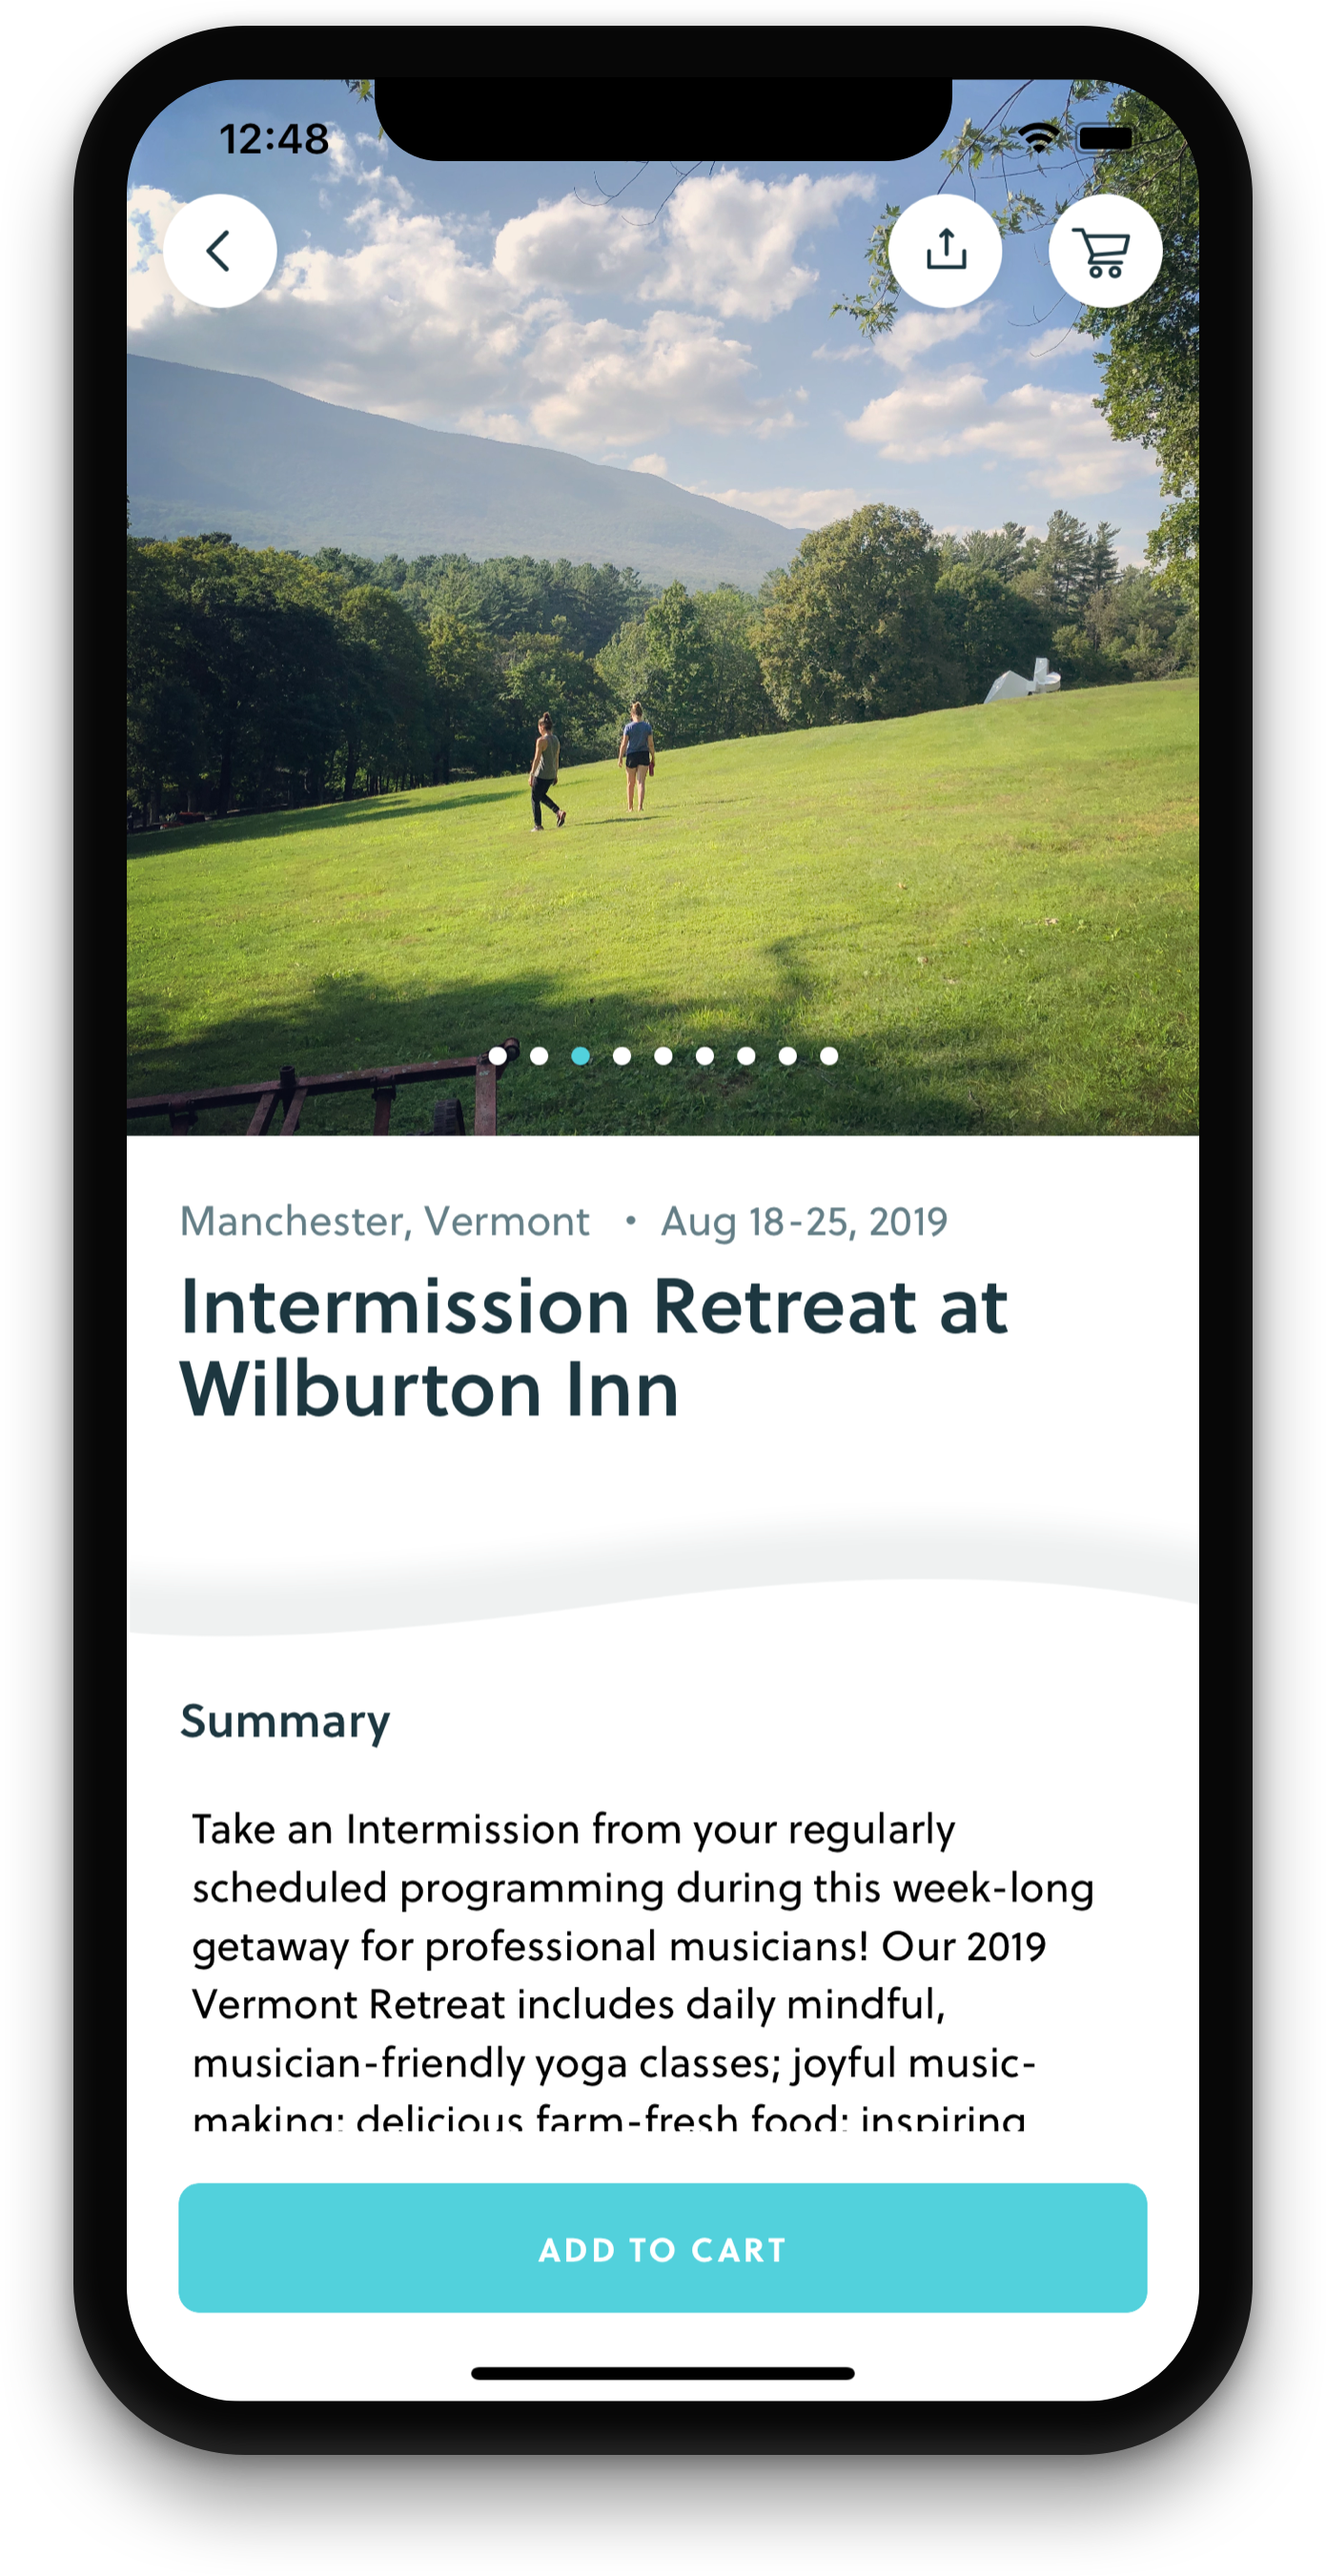 12:48
Manchester, Vermont • Aug 18-25, 2019
Intermission Retreat at
Wilburton Inn
Summary
Take an Intermission from your regularly
scheduled programming during this week-long
getaway for professional musicians! Our 2019
Vermont Retreat includes daily mindful,
musician-friendly yoga classes; joyful music-
making; delicious farm-fresh food; inspiring
ADD TO CART